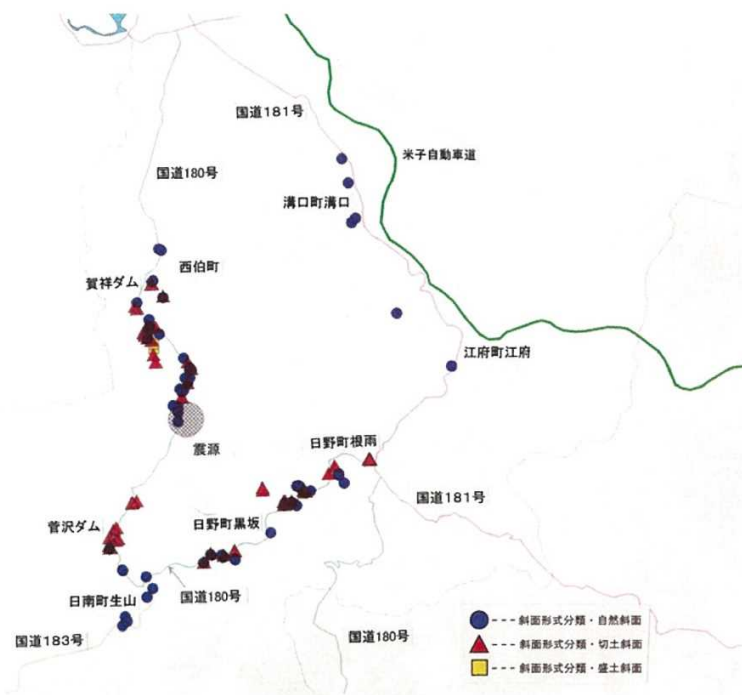 国道181号
米子自動車道
国道180号
溝口町溝口
西伯町
賀祥ダム
江府町江府
日野町根雨
震源
国道181号
菅沢ダム
日野町黒坂
国道180号
日南町生山
国道183号
国道180号
斜面形式分類・自然斜面
斜面形式分類・切土斜面
斜面形式分類・盛土斜面